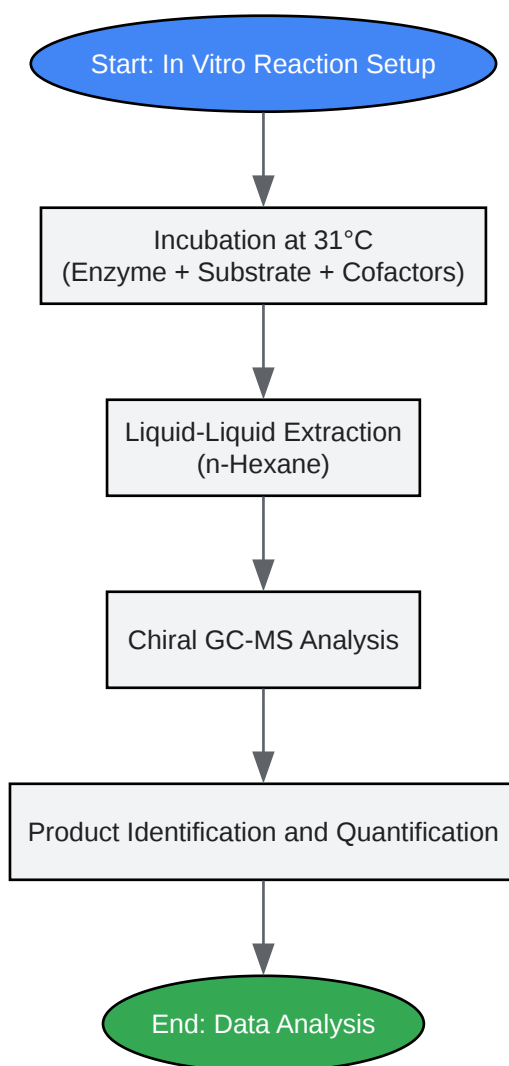 Start: In Vitro Reaction Setup
Incubation at 31°C
(Enzyme + Substrate + Cofactors)
Liquid-Liquid Extraction
(n-Hexane)
Chiral GC-MS Analysis
Product Identification and Quantification
End: Data Analysis